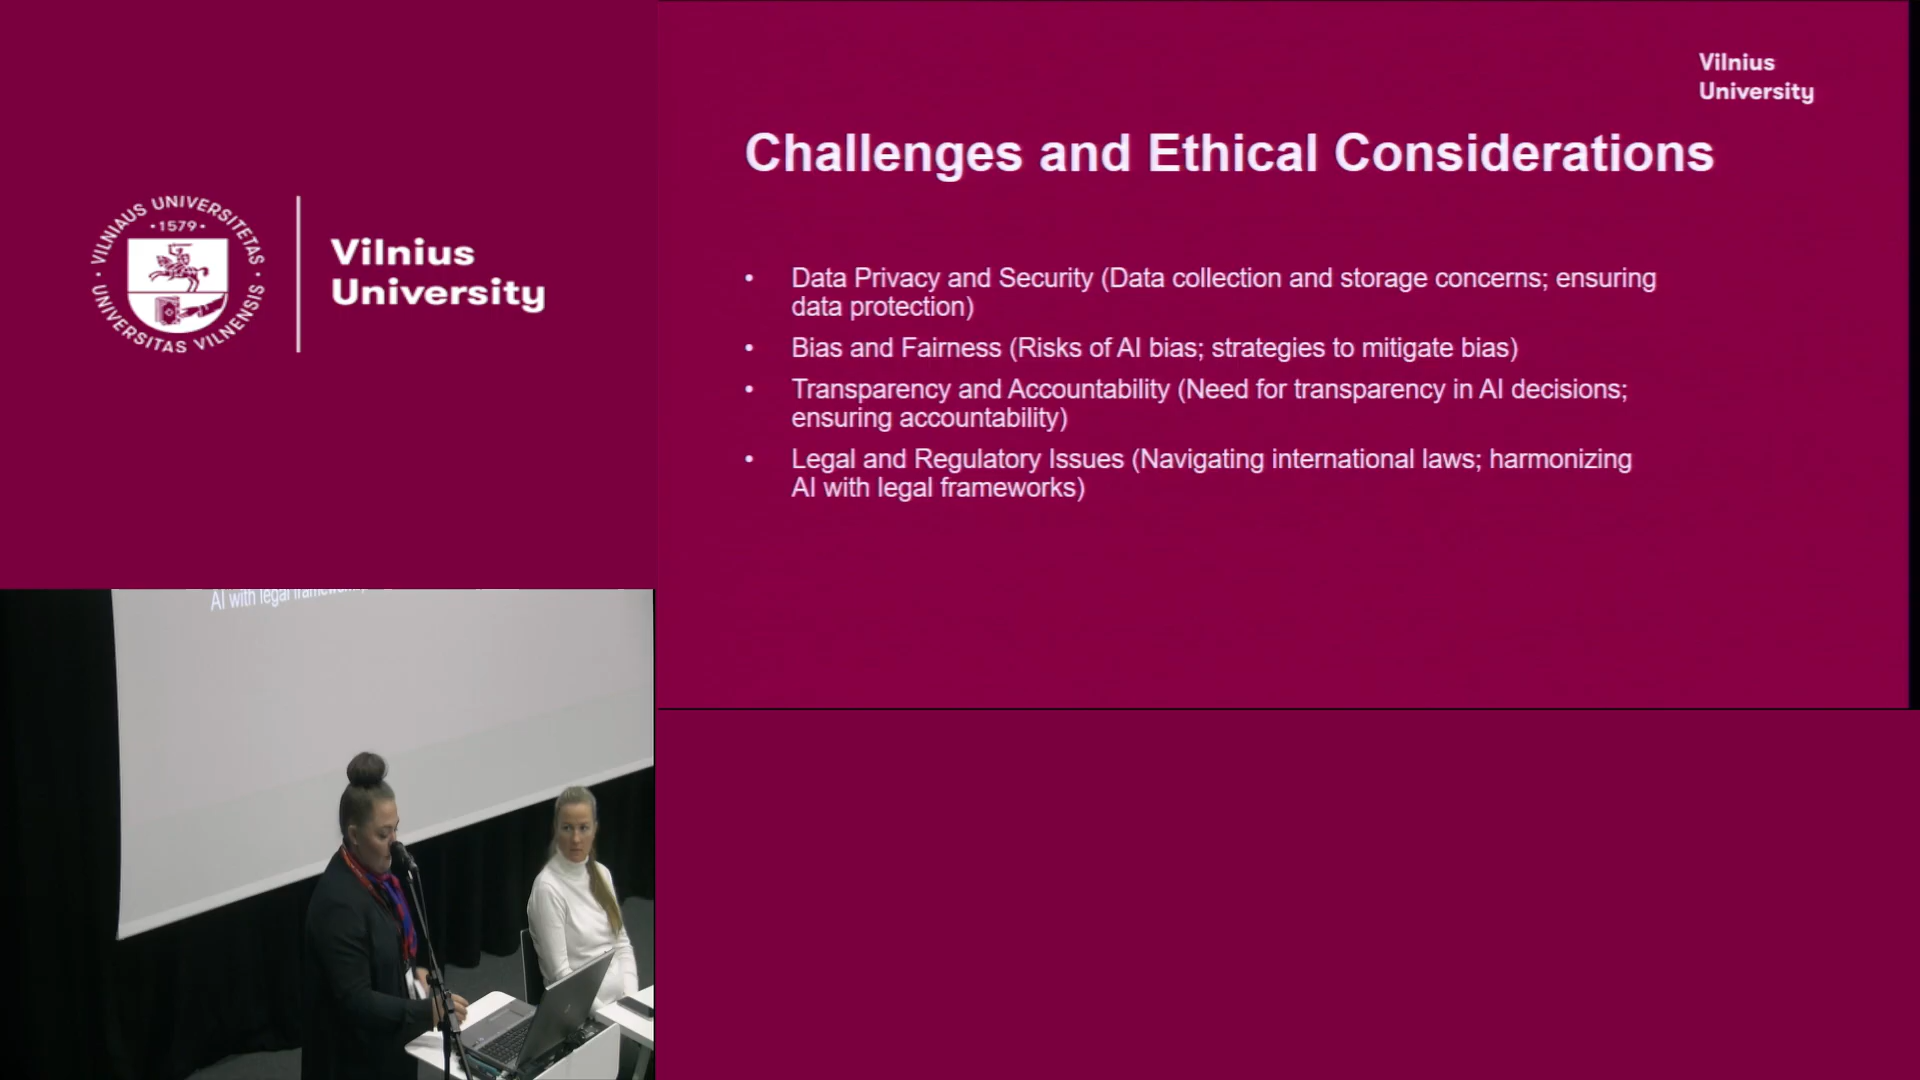 VILNIAUS UNIVERSITETAS
• 1579 •
UNIVERSITAS VILNENSIS
Vilnius
University
Vilnius
University
Challenges and Ethical Considerations
• Data Privacy and Security (Data collection and storage concerns; ensuring
data protection)
• Bias and Fairness (Risks of AI bias; strategies to mitigate bias)
• Transparency and Accountability (Need for transparency in AI decisions;
ensuring accountability)
• Legal and Regulatory Issues (Navigating international laws; harmonizing
AI with legal frameworks)
AI with legal